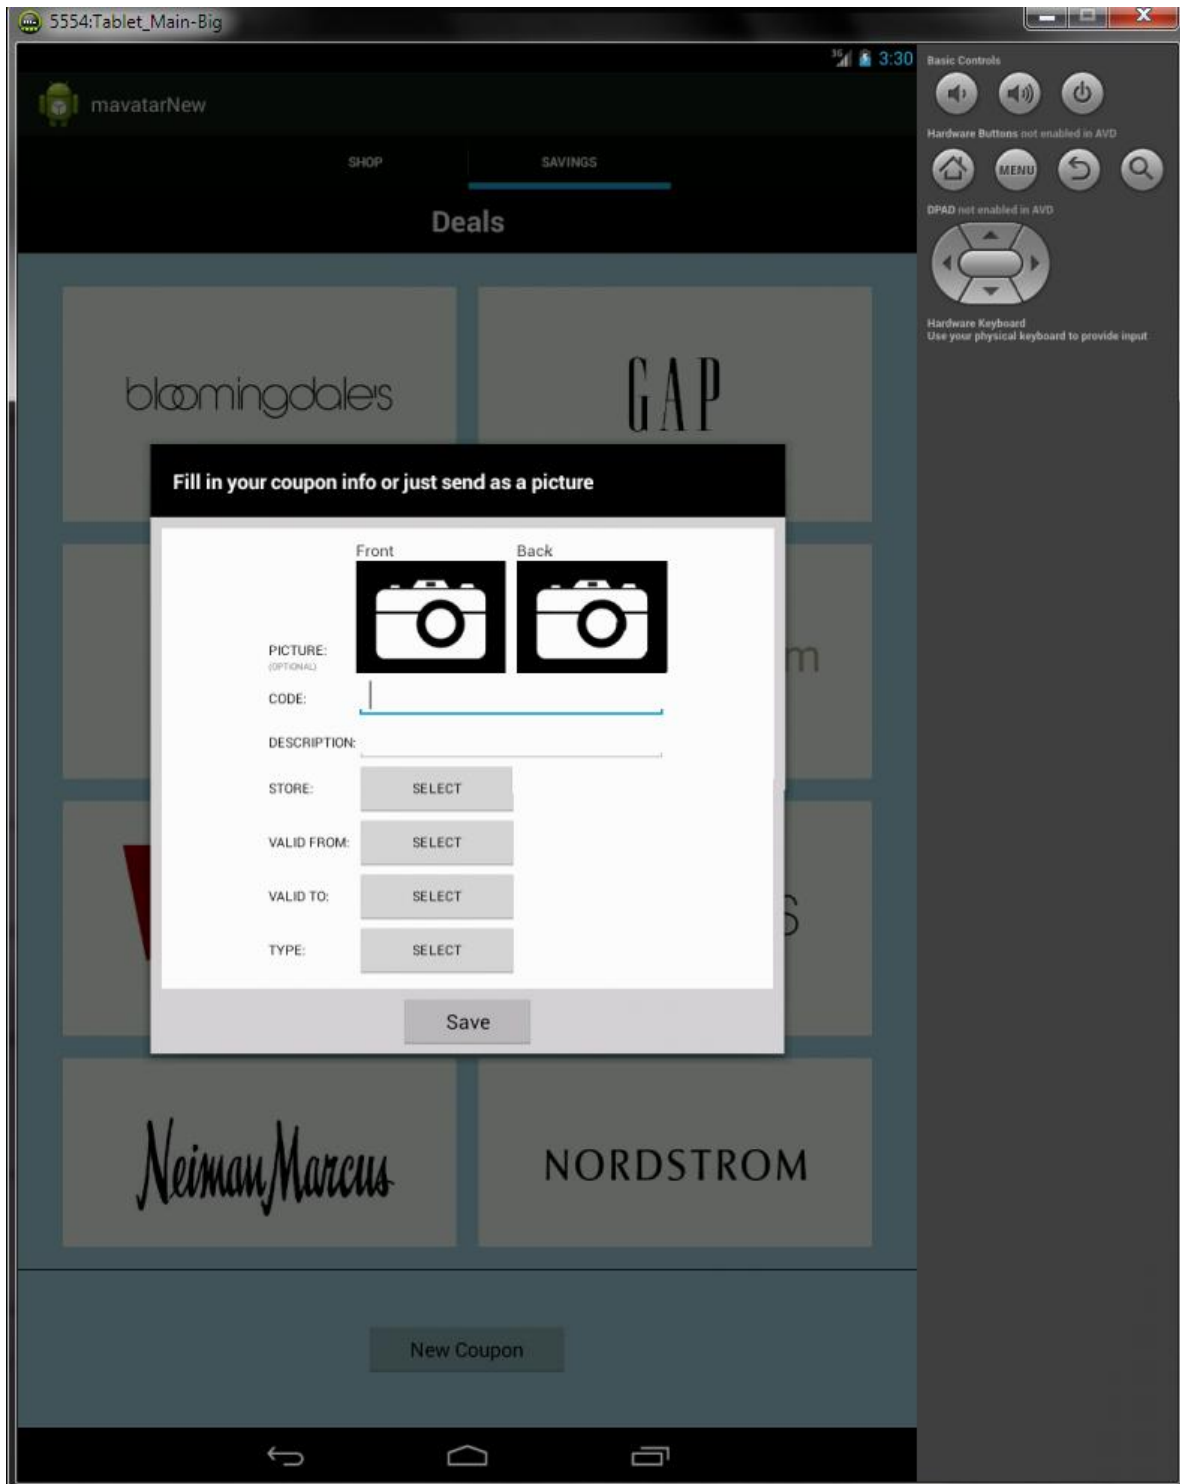 5554:Tablet_Main-Big
3G 3:30
mavatarNew
SHOP SAVINGS
Deals
bloomingdale's
GAP
Fill in your coupon info or just send as a picture
Front Back
PICTURE:
(OPTIONAL)
CODE:
DESCRIPTION:
STORE: SELECT
VALID FROM: SELECT
VALID TO: SELECT
TYPE: SELECT
Save
m
s
Neiman Marcus
NORDSTROM
New Coupon
Basic Controls
Hardware Buttons not enabled in AVD
MENU
DPAD not enabled in AVD
Hardware Keyboard
Use your physical keyboard to provide input